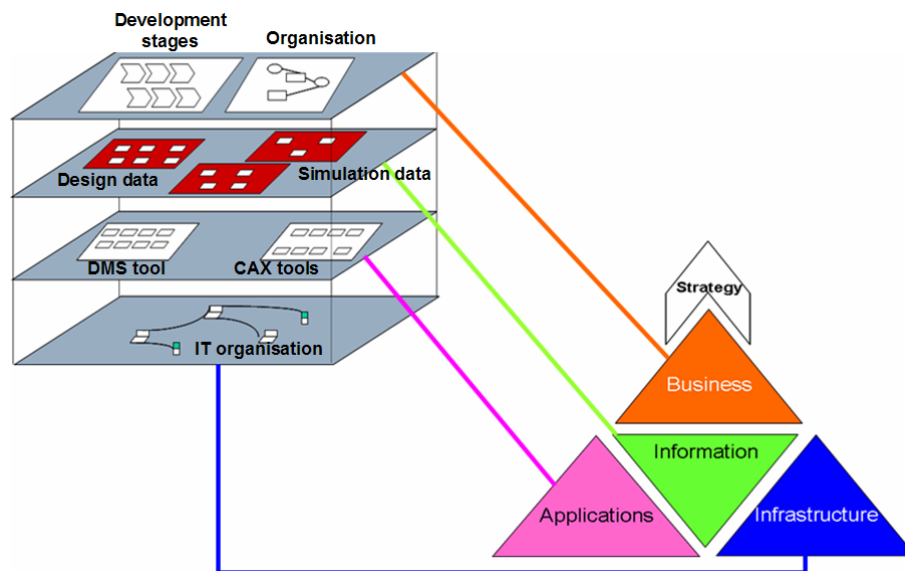 Development
stages
Organisation
Design data
Simulation data
DMS tool
CAX tools
IT organisation
Strategy
Business
Information
Applications
Infrastructure